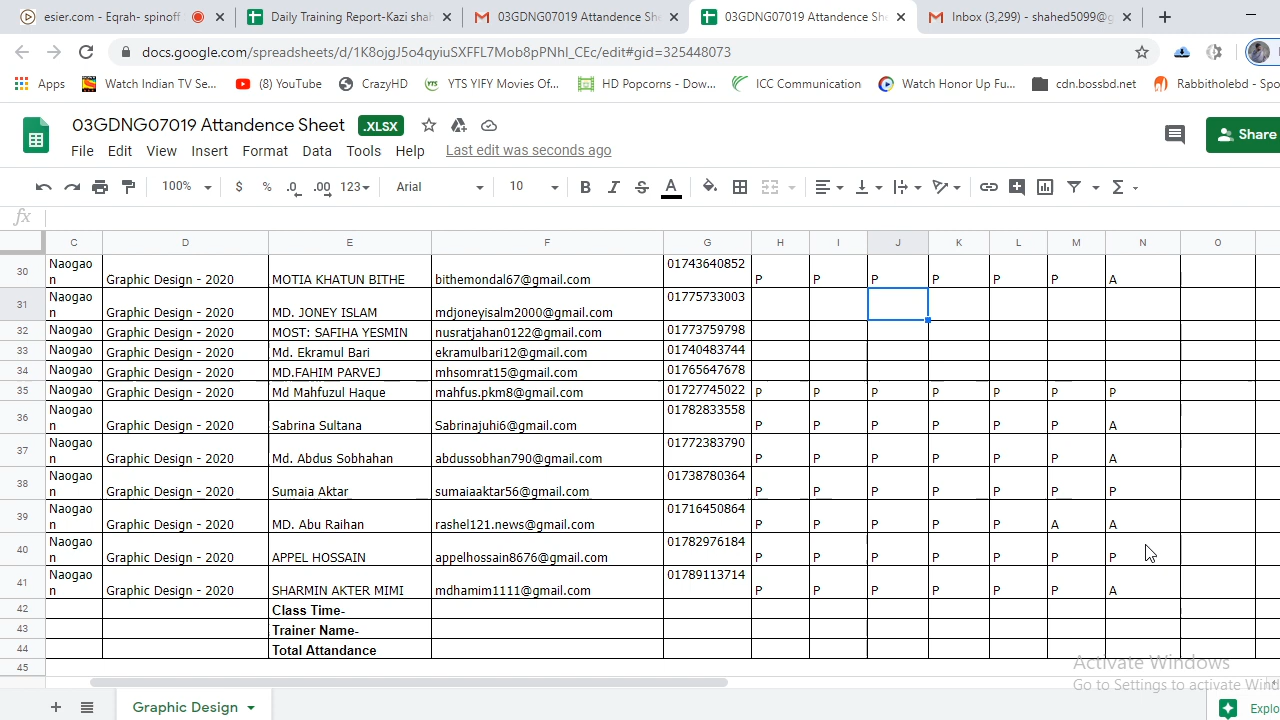 esier.com - Eqrah- spinoff Daily Training Report-Kazi shah 03GDNG07019 Attendence Sh 03GDNG07019 Attendence Sh Inbox (3,299) - shahed5099@g
docs.google.com/spreadsheets/d/1K8ojgJ5o4qyiuSXFFL7Mob8pPNhI_CEc/edit#gid=325448073
Apps Watch Indian TV Se... (8) YouTube CrazyHD YTS YIFY Movies Of... HD Popcorns - Dow... ICC Communication Watch Honor Up Fu... cdn.bossbd.net Rabbitholebd - Spo
03GDNG07019 Attandence Sheet .XLSX
File Edit View Insert Format Data Tools Help Last edit was seconds ago Share
100% $ % .0 .00 123 Arial 10 B I S A
fx
C D E F G H I J K L M N O
30 Naogaon Graphic Design - 2020 MOTIA KHATUN BITHE bithemondal67@gmail.com 01743640852 P P P P P P A
31 Naogaon Graphic Design - 2020 MD. JONEY ISLAM mdjoneyisalm2000@gmail.com 01775733003
32 Naogao Graphic Design - 2020 MOST: SAFIHA YESMIN nusratjahan0122@gmail.com 01773759798
33 Naogao Graphic Design - 2020 Md. Ekramul Bari ekramulbari12@gmail.com 01740483744
34 Naogao Graphic Design - 2020 MD.FAHIM PARVEJ mhsomrat15@gmail.com 01765647678
35 Naogao Graphic Design - 2020 Md Mahfuzul Haque mahfus.pkm8@gmail.com 01727745022 P P P P P P P
36 Naogaon Graphic Design - 2020 Sabrina Sultana Sabrinajuhi6@gmail.com 01782833558 P P P P P P A
37 Naogaon Graphic Design - 2020 Md. Abdus Sobhahan abdussobhan790@gmail.com 01772383790 P P P P P P A
38 Naogaon Graphic Design - 2020 Sumaia Aktar sumaiaaktar56@gmail.com 01738780364 P P P P P P P
39 Naogaon Graphic Design - 2020 MD. Abu Raihan rashel121.news@gmail.com 01716450864 P P P P P A A
40 Naogaon Graphic Design - 2020 APPEL HOSSAIN appelhossain8676@gmail.com 01782976184 P P P P P P P
41 Naogaon Graphic Design - 2020 SHARMIN AKTER MIMI mdhamim1111@gmail.com 01789113714 P P P P P P A
42 Class Time-
43 Trainer Name-
44 Total Attandance
45
Activate Windows
Go to Settings to activate Wind
Graphic Design Explo